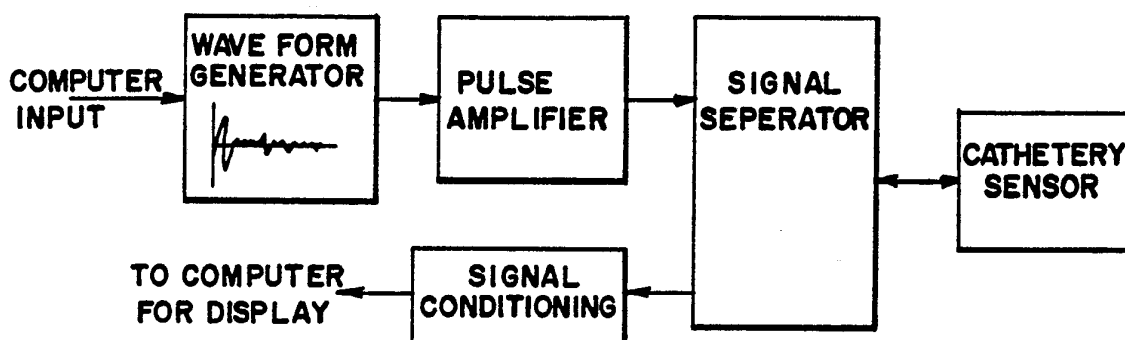 COMPUTER
INPUT
WAVE FORM
GENERATOR
PULSE
AMPLIFIER
SIGNAL
SEPERATOR
CATHETERY
SENSOR
SIGNAL
CONDITIONING
TO COMPUTER
FOR DISPLAY